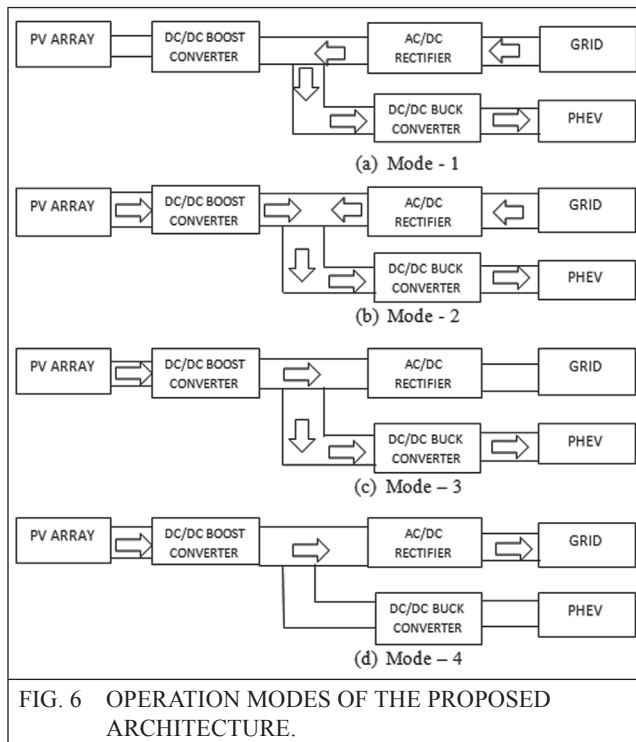 PV ARRAY
DC/DC BOOST
CONVERTER
AC/DC
RECTIFIER
GRID
DC/DC BUCK
CONVERTER
PHEV
(a) Mode - 1
PV ARRAY
DC/DC BOOST
CONVERTER
AC/DC
RECTIFIER
GRID
DC/DC BUCK
CONVERTER
PHEV
(b) Mode - 2
PV ARRAY
DC/DC BOOST
CONVERTER
AC/DC
RECTIFIER
GRID
DC/DC BUCK
CONVERTER
PHEV
(c) Mode – 3
PV ARRAY
DC/DC BOOST
CONVERTER
AC/DC
RECTIFIER
GRID
DC/DC BUCK
CONVERTER
PHEV
(d) Mode – 4
FIG. 6 OPERATION MODES OF THE PROPOSED
ARCHITECTURE.